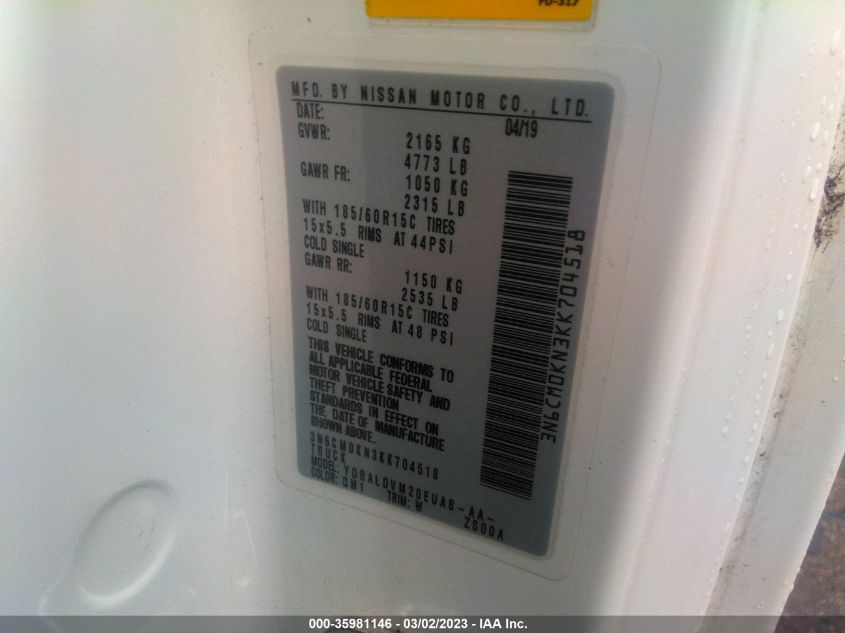 FD-317
MFD. BY NISSAN MOTOR CO., LTD.
DATE: 04/19
GVWR: 2165 KG
4773 LB
GAWR FR: 1050 KG
2315 LB
WITH 185/60R15C TIRES
15x5.5 RIMS AT 44PSI
COLD SINGLE
GAWR RR: 1150 KG
2535 LB
WITH 185/60R15C TIRES
15x5.5 RIMS AT 48 PSI
COLD SINGLE
THIS VEHICLE CONFORMS TO
ALL APPLICABLE FEDERAL
MOTOR VEHICLE SAFETY AND
THEFT PREVENTION
STANDARDS IN EFFECT ON
THE DATE OF MANUFACTURE
SHOWN ABOVE.
3N6CM0KN3KK704518
TRUCK
MODEL: YDRALDVM20EUAB-AA-
COLOR: QM1 TRIM: W ZS00A
3N6CM0KN3KK704518
000-35981146 - 03/02/2023 - IAA Inc.